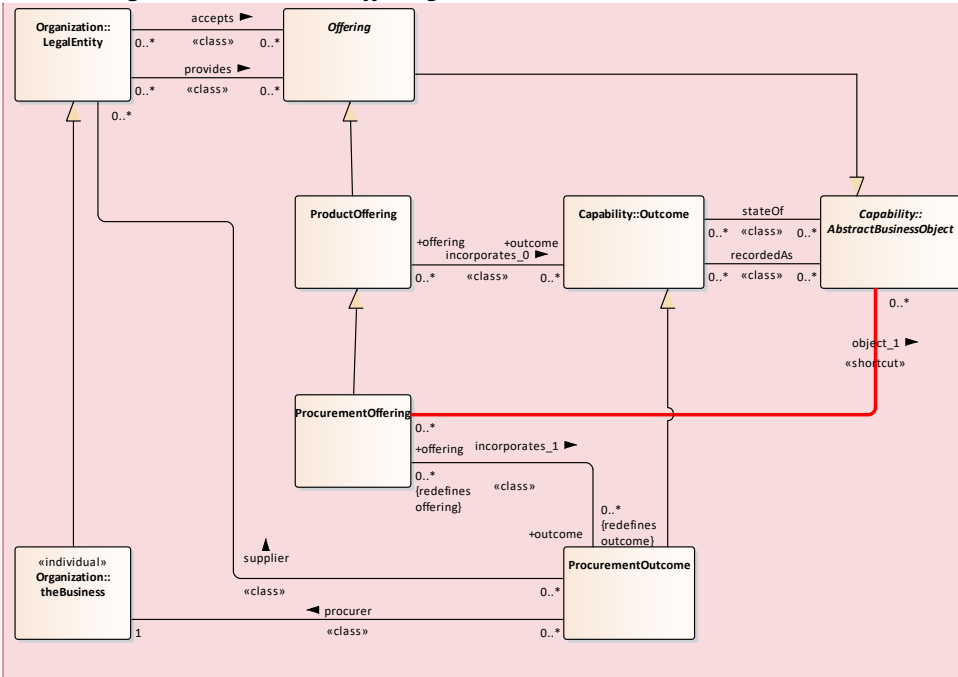 Organization::
LegalEntity
accepts
0..*
«class»
0..*
provides
0..*
«class»
0..*
0..*
Offering
ProductOffering
+offering
+outcome
incorporates_0
0..*
«class»
0..*
Capability::Outcome
stateOf
0..*
«class»
0..*
recordedAs
0..*
«class»
0..*
Capability::
AbstractBusinessObject
0..*
object_1
«shortcut»
ProcurementOffering
0..*
+offering
incorporates_1
0..*
{redefines
offering}
«class»
0..*
{redefines
outcome}
+outcome
«individual»
Organization::
theBusiness
supplier
«class»
0..*
ProcurementOutcome
procurer
1
«class»
0..*